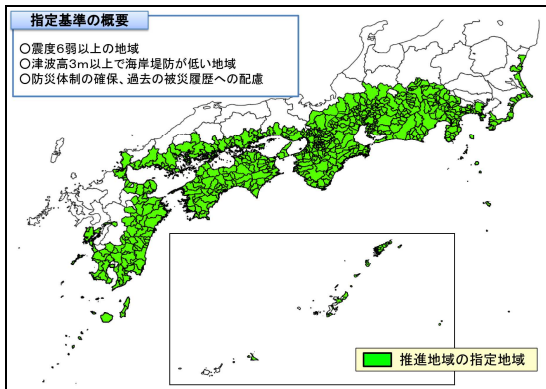 指定基準の概要
○震度6弱以上の地域
○津波高3m以上で海岸堤防が低い地域
○防災体制の確保、過去の被災履歴への配慮
推進地域の指定地域